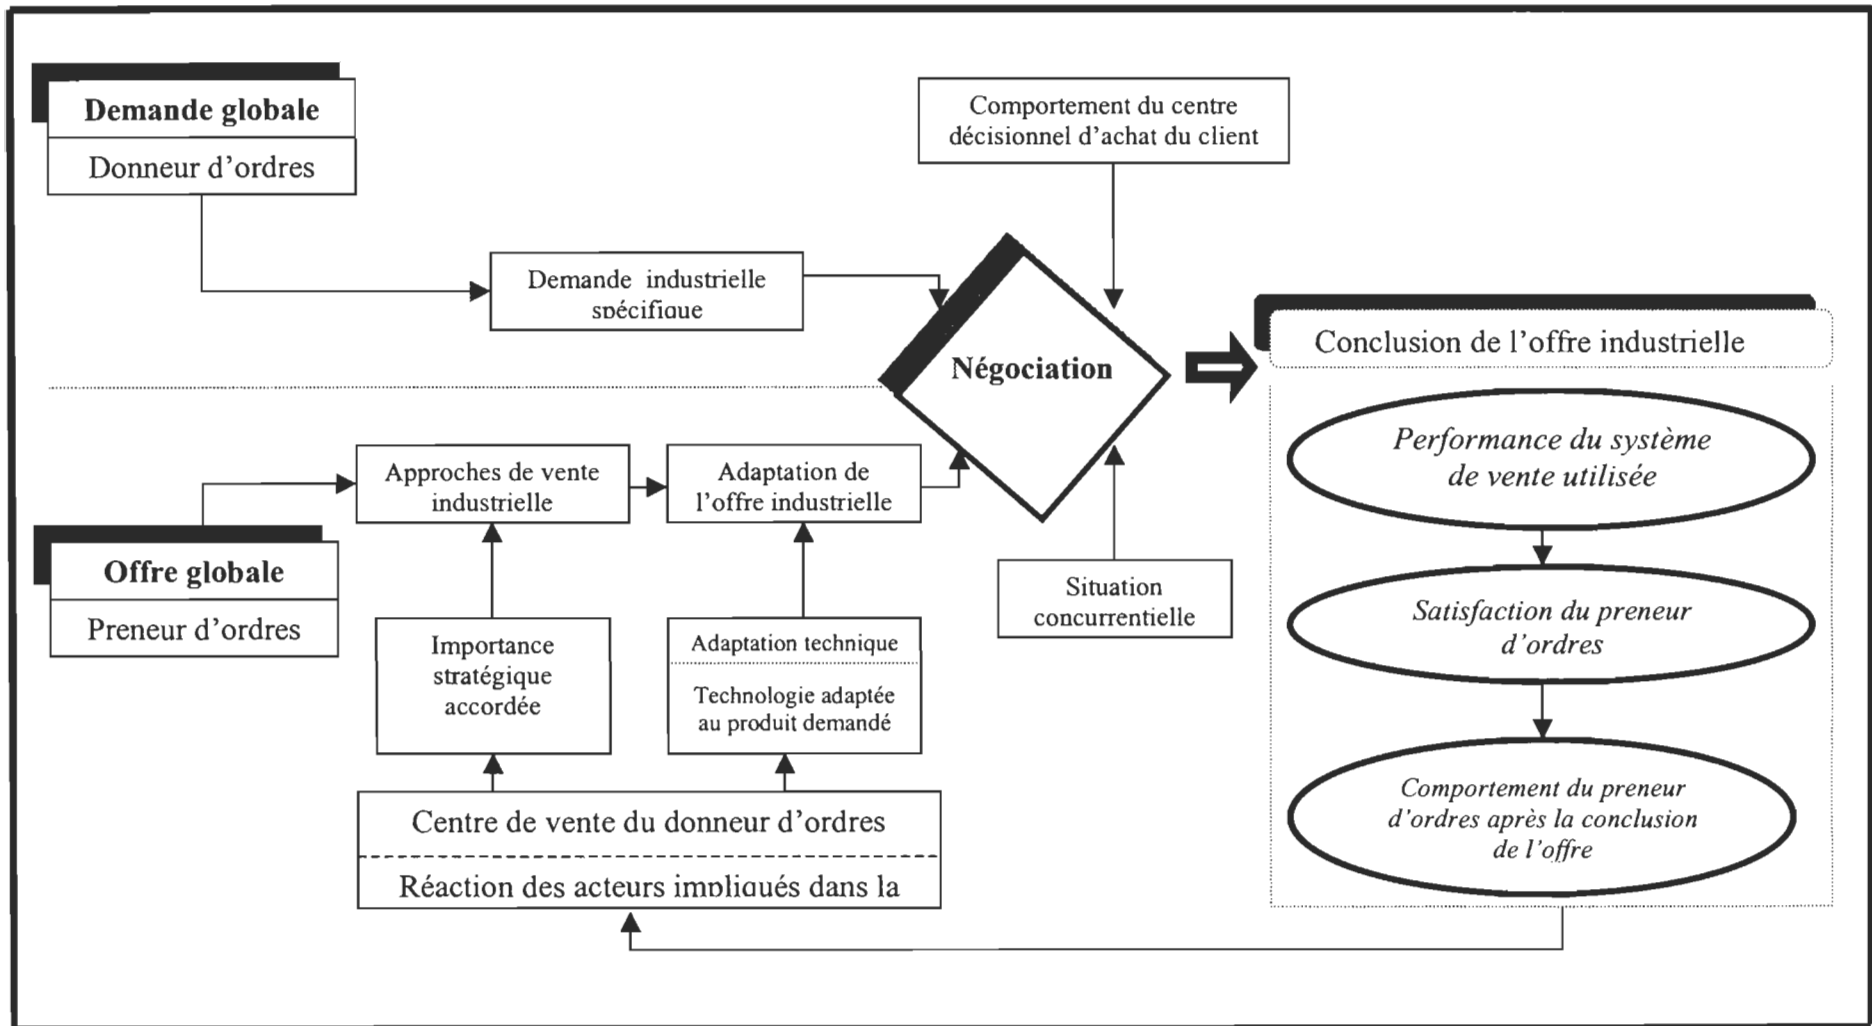 Demande globale
Donneur d'ordres
Comportement du centre
décisionnel d'achat du client
Demande industrielle
spécifique
Négociation
Conclusion de l'offre industrielle
Performance du système
de vente utilisée
Satisfaction du preneur
d'ordres
Comportement du preneur
d'ordres après la conclusion
de l'offre
Approches de vente
industrielle
Adaptation de
l'offre industrielle
Offre globale
Preneur d'ordres
Situation
concurrentielle
Importance
stratégique
accordée
Adaptation technique
Technologie adaptée
au produit demandé
Centre de vente du donneur d'ordres
Réaction des acteurs impliqués dans la